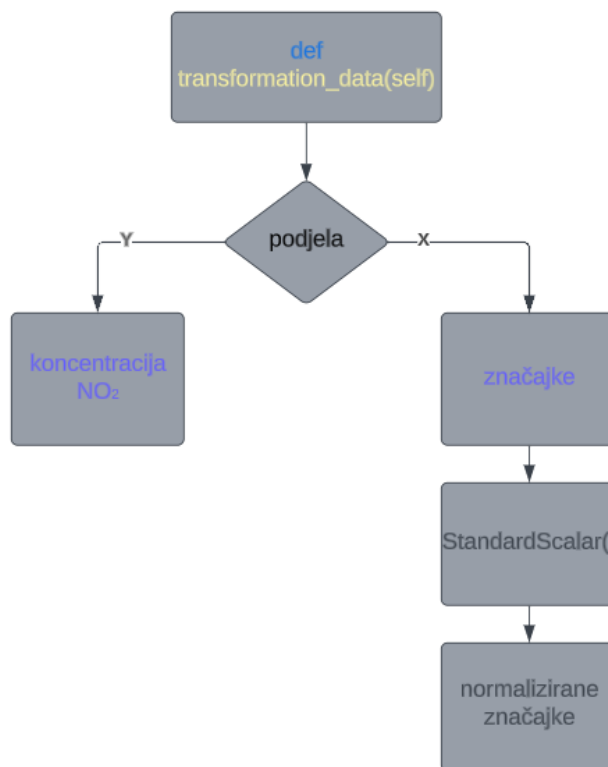 def
transformation_data(self)
podjela
Y
X
koncentracija
NO₂
značajke
StandardScalar(
normalizirane
značajke